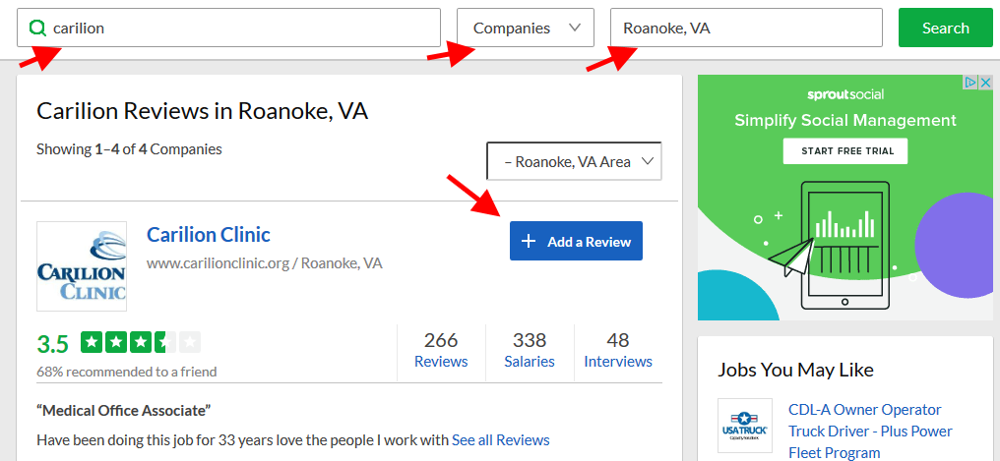 carilion
Companies
Roanoke, VA
Search
Carilion Reviews in Roanoke, VA
Showing 1–4 of 4 Companies
– Roanoke, VA Area
CARILION
CLINIC
Carilion Clinic
www.carilionclinic.org / Roanoke, VA
+ Add a Review
3.5
68% recommended to a friend
266
Reviews
338
Salaries
48
Interviews
“Medical Office Associate”
Have been doing this job for 33 years love the people I work with See all Reviews
sproutsocial
Simplify Social Management
START FREE TRIAL
Jobs You May Like
USA TRUCK
CDL-A Owner Operator
Truck Driver - Plus Power
Fleet Program